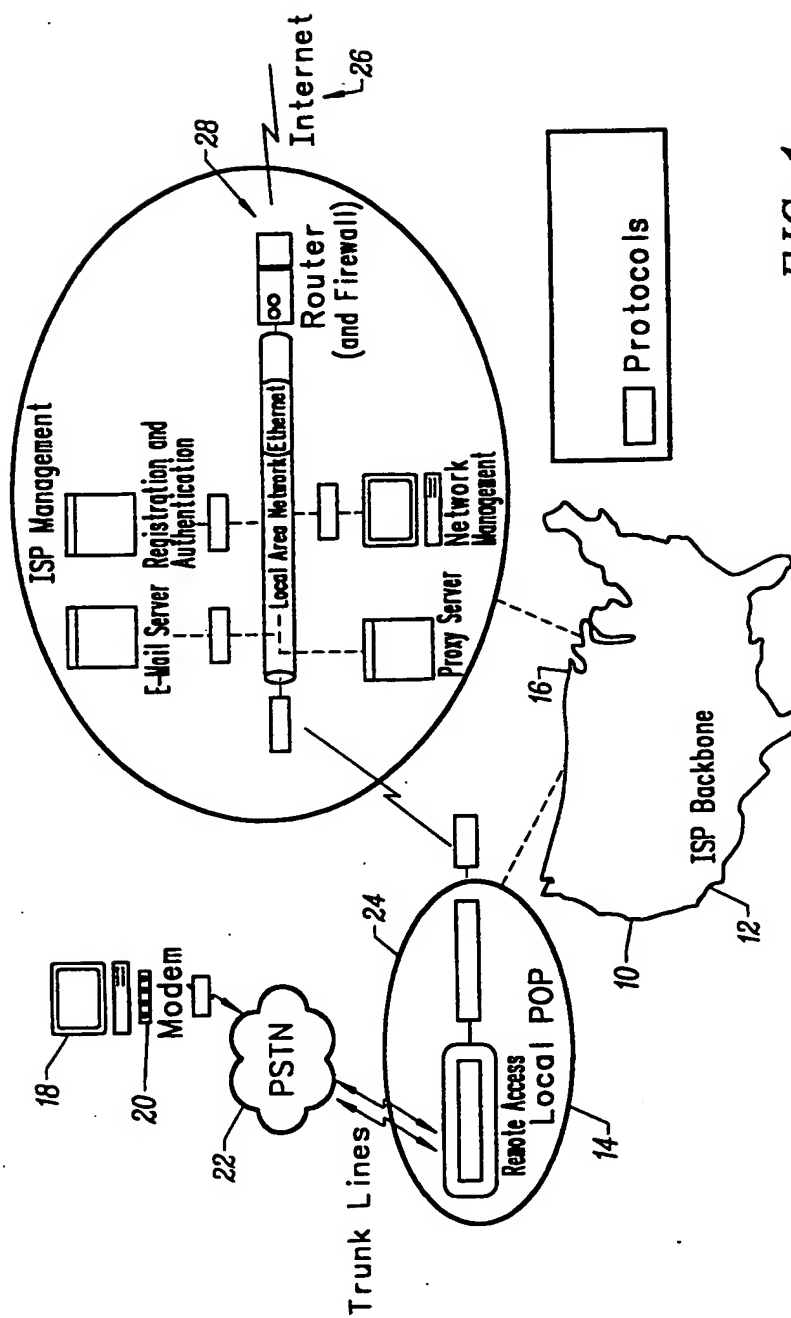 18
20
Modem
22
PSTN
Trunk Lines
24
Remote Access
Local POP
14
ISP Management
E-Mail Server
Registration and
Authentication
Local Area Network(Ethernet)
Proxy Server
Network
Management
28
Router
(and Firewall)
Internet
26
16
ISP Backbone
10
12
Protocols
FIG. 1